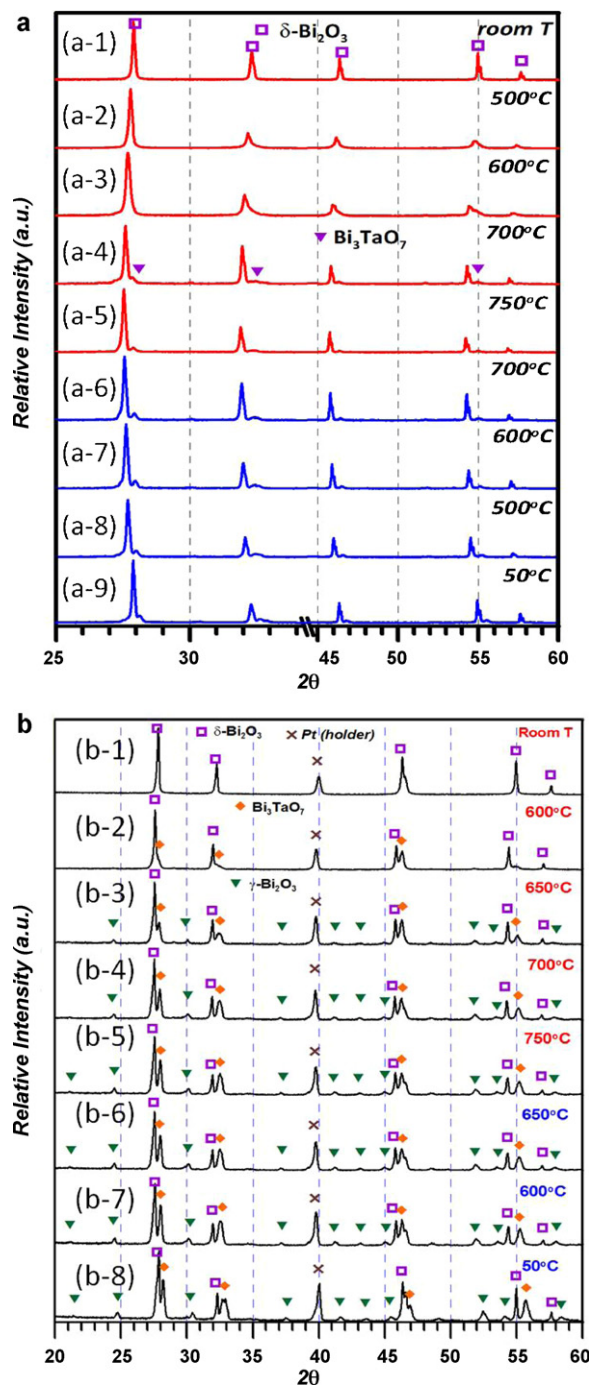 a
(a-1) δ-Bi₂O₃ room T
(a-2) 500°C
(a-3) 600°C
(a-4) Bi₃TaO₇ 700°C
(a-5) 750°C
(a-6) 700°C
(a-7) 600°C
(a-8) 500°C
(a-9) 50°C
Relative Intensity (a.u.)
25 30 45 50 55 60
2θ
b
(b-1) δ-Bi₂O₃ Pt (holder) Room T
(b-2) Bi₃TaO₇ 600°C
(b-3) γ-Bi₂O₃ 650°C
(b-4) 700°C
(b-5) 750°C
(b-6) 650°C
(b-7) 600°C
(b-8) 50°C
Relative Intensity (a.u.)
20 25 30 35 40 45 50 55 60
2θ